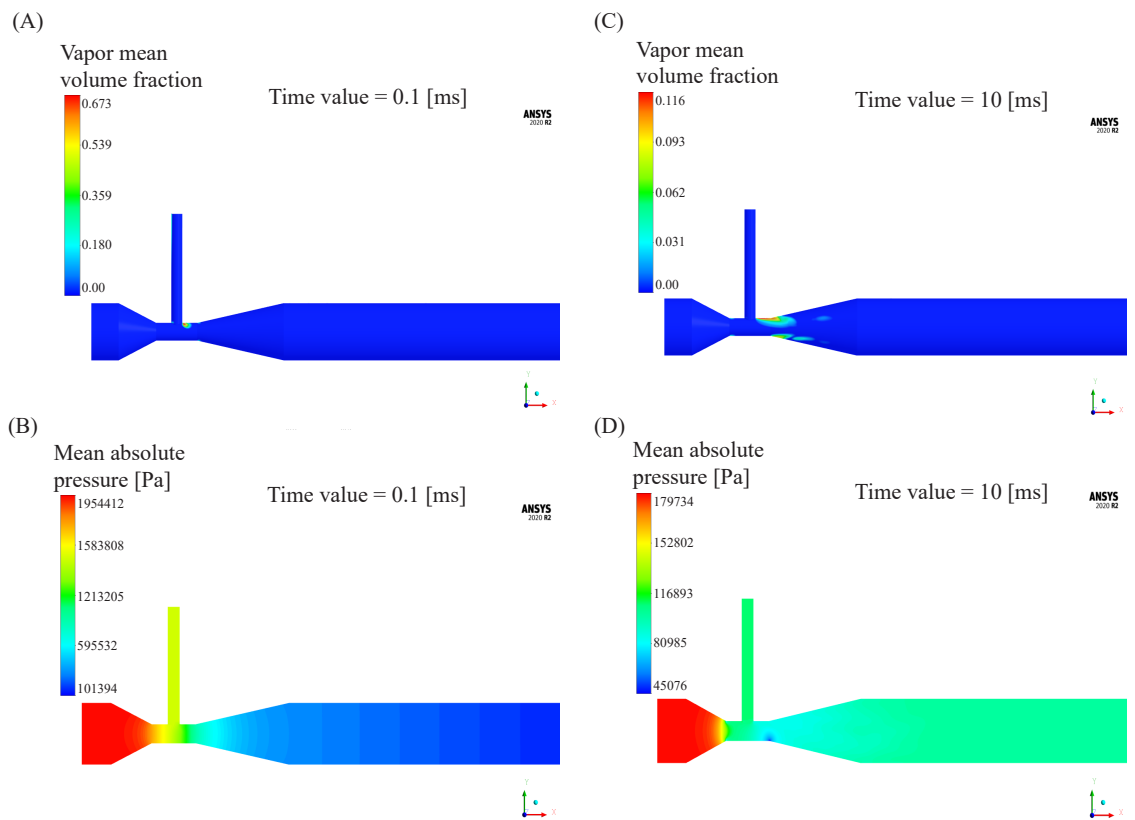 (A)
Vapor mean
volume fraction
Time value = 0.1 [ms]
0.673
0.539
0.359
0.180
0.00
ANSYS
2020 R2
Y
X
(C)
Vapor mean
volume fraction
Time value = 10 [ms]
0.116
0.093
0.062
0.031
0.00
ANSYS
2020 R2
Y
X
(B)
Mean absolute
pressure [Pa]
Time value = 0.1 [ms]
1954412
1583808
1213205
595532
101394
ANSYS
2020 R2
Y
X
(D)
Mean absolute
pressure [Pa]
Time value = 10 [ms]
179734
152802
116893
80985
45076
ANSYS
2020 R2
Y
X